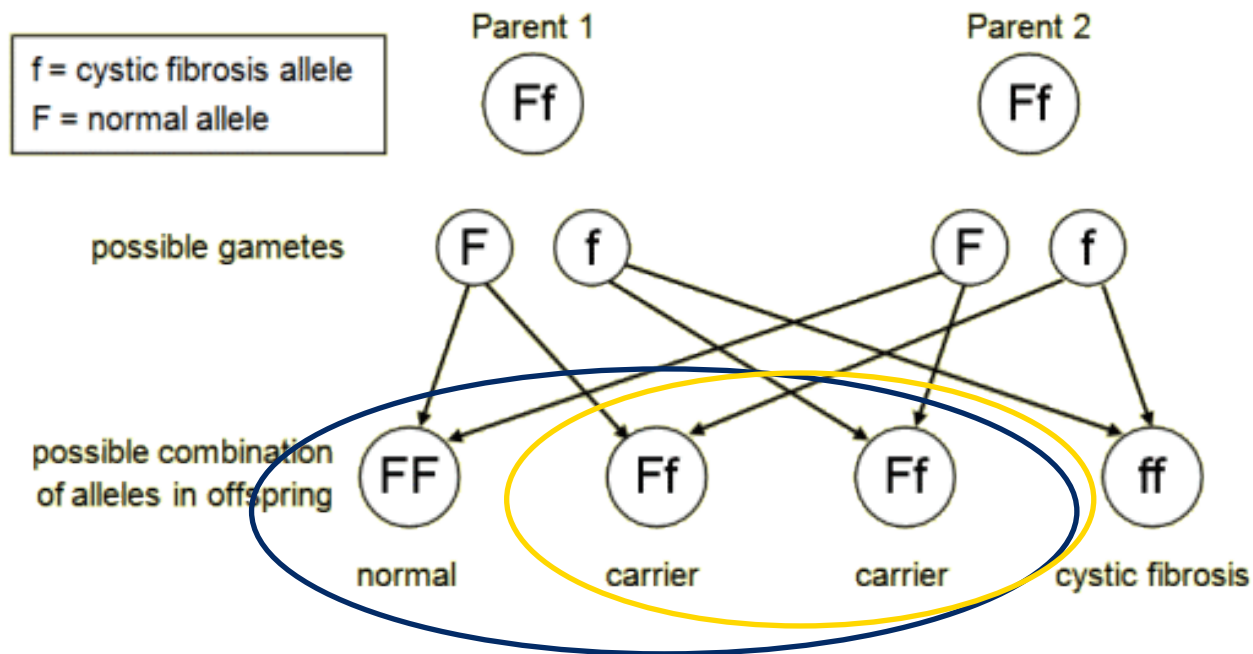 Parent 1
Parent 2
f = cystic fibrosis allele
F = normal allele
Ff
Ff
possible gametes
F
f
F
f
possible combination
of alleles in offspring
FF
Ff
Ff
ff
normal
carrier
carrier
cystic fibrosis